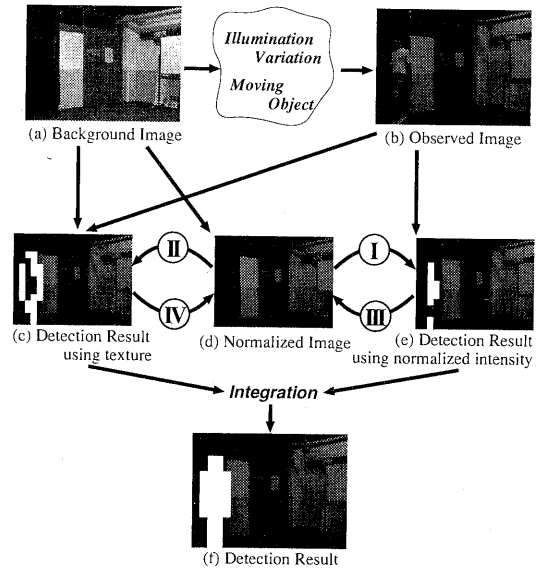 Illumination
Variation
Moving
Object
(a) Background Image
(b) Observed Image
II
I
IV
III
(c) Detection Result
using texture
(d) Normalized Image
(e) Detection Result
using normalized intensity
Integration
(f) Detection Result